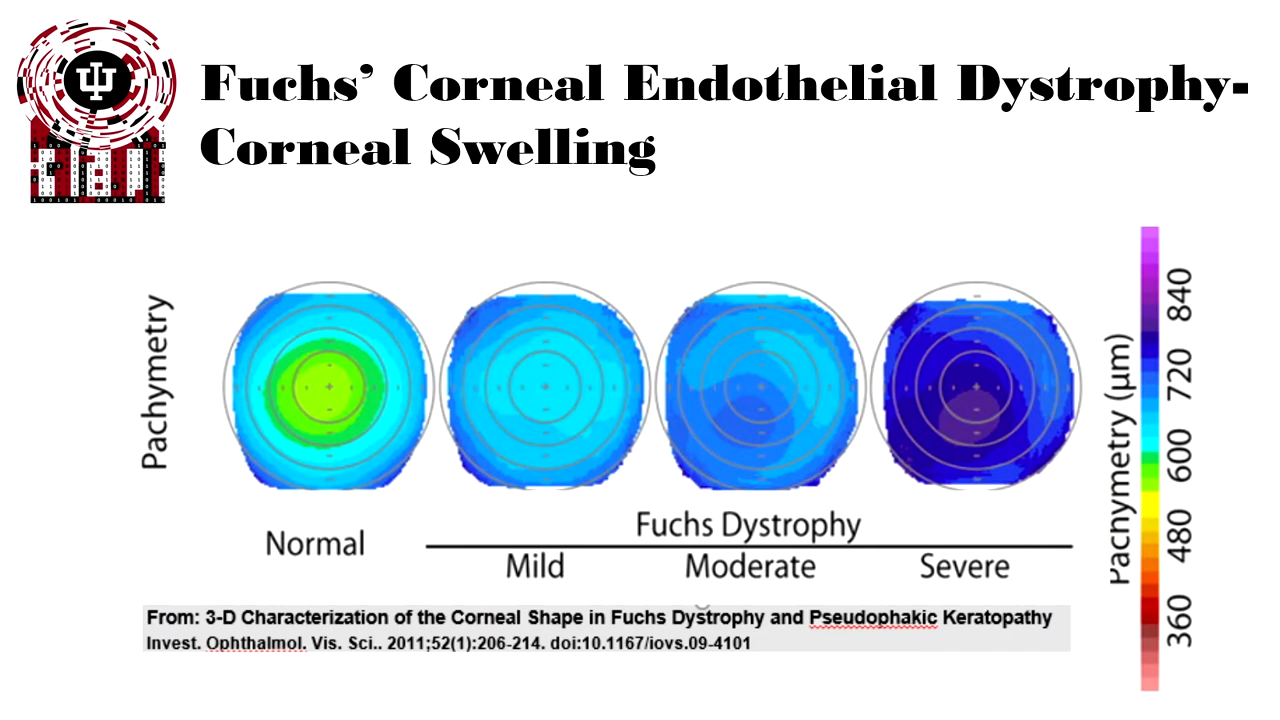 Fuchs’ Corneal Endothelial Dystrophy-
Corneal Swelling
Pachymetry
Normal
Fuchs Dystrophy
Mild
Moderate
Severe
Pachymetry (μm)
840
720
600
480
360
From: 3-D Characterization of the Corneal Shape in Fuchs Dystrophy and Pseudophakic Keratopathy
Invest. Ophthalmol. Vis. Sci.. 2011;52(1):206-214. doi:10.1167/iovs.09-4101